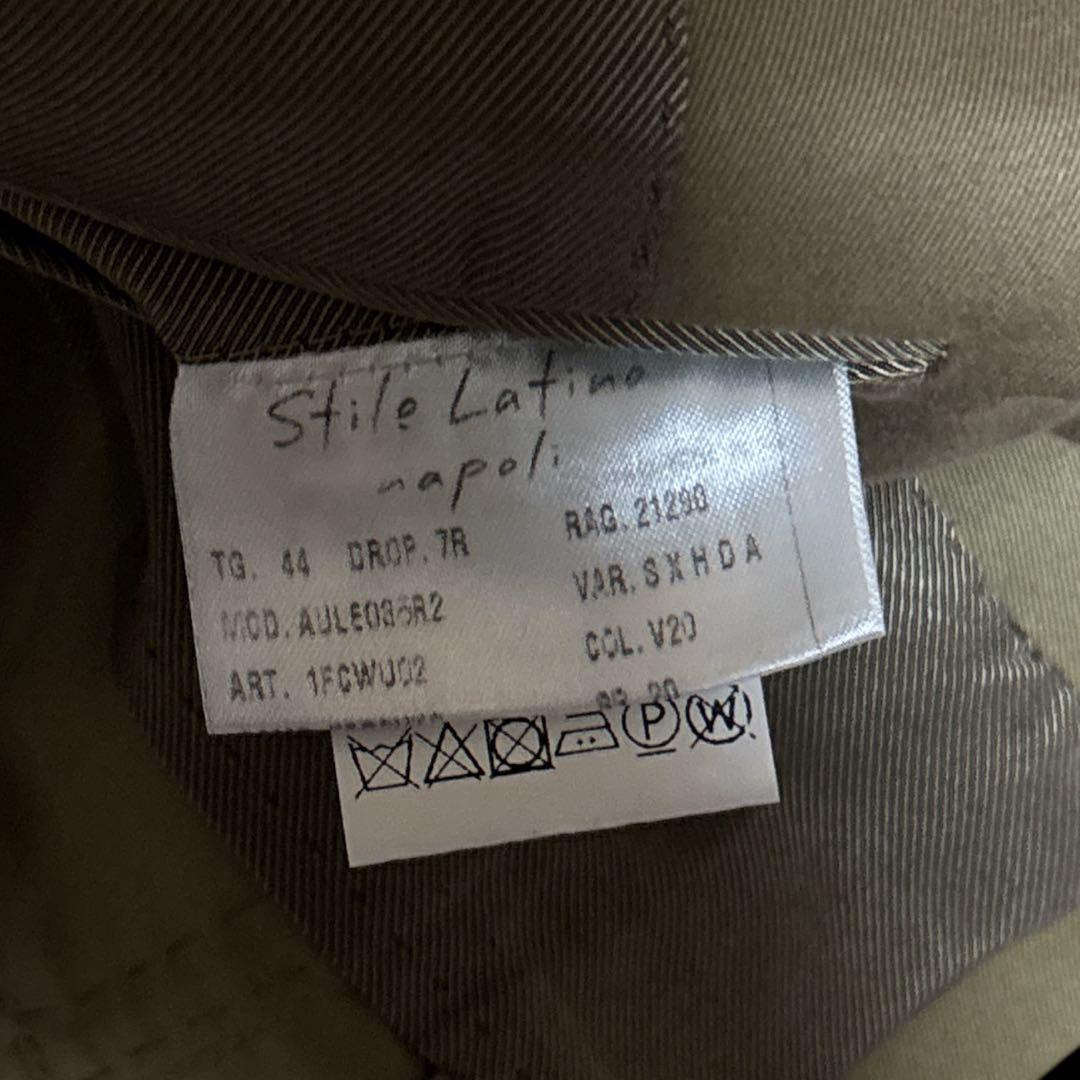 Stile Latino
napoli
TG. 44 DROP. 7R RAG. 21290
MOD. AULE036R2 VAR. S X H D A
ART. 1FCWU02 COL. V20
P W